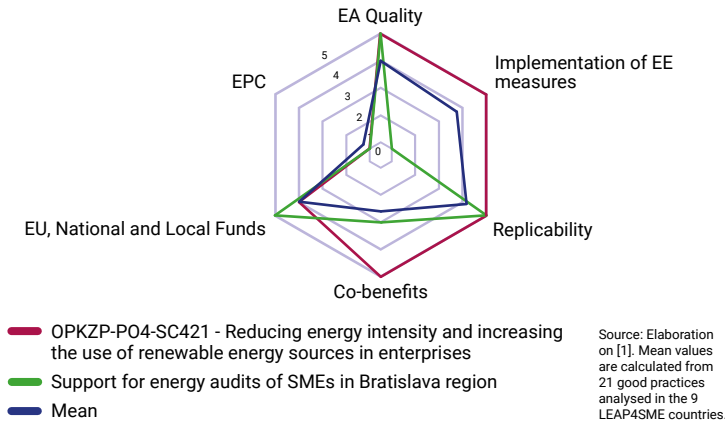 EA Quality
Implementation of EE
measures
EPC
5
4
3
2
0
EU, National and Local Funds
Replicability
Co-benefits
OPKZP-PO4-SC421 - Reducing energy intensity and increasing
the use of renewable energy sources in enterprises
Support for energy audits of SMEs in Bratislava region
Mean
Source: Elaboration
on [1]. Mean values
are calculated from
21 good practices
analysed in the 9
LEAP4SME countries.